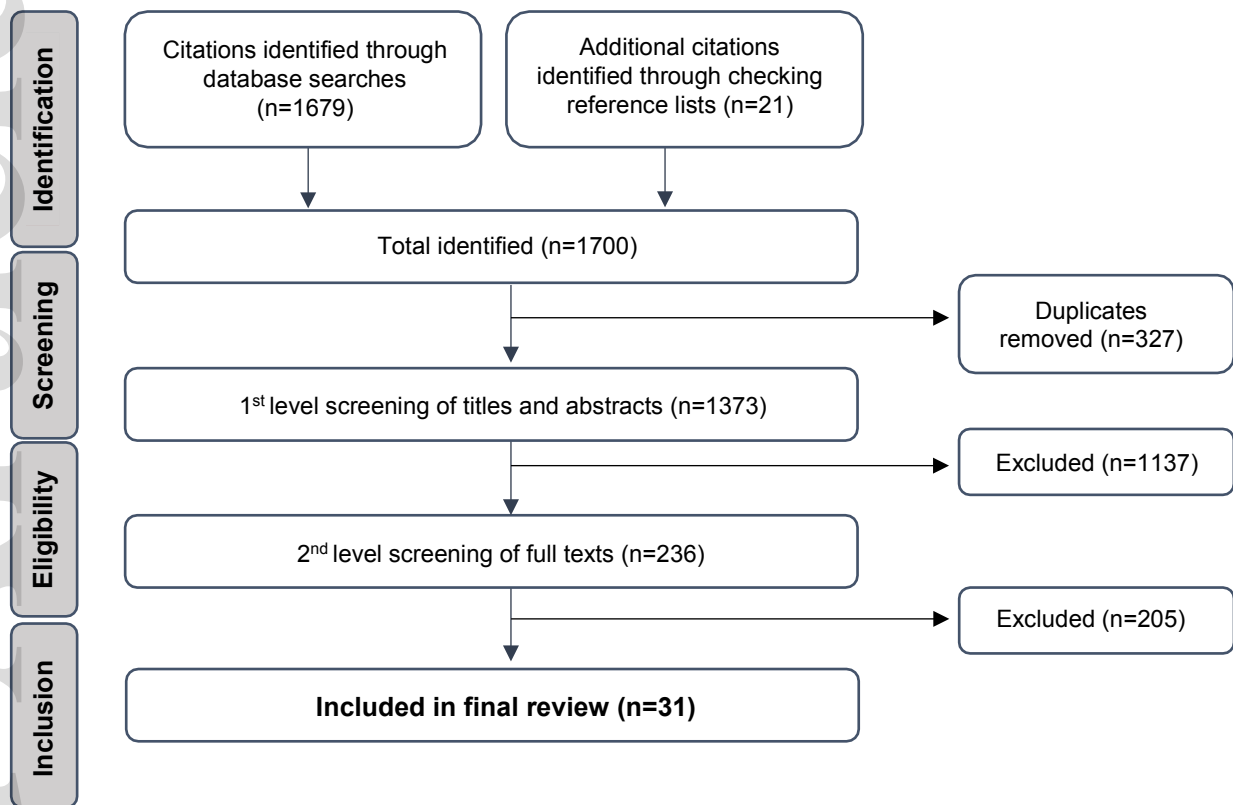 Identification
Citations identified through
database searches
(n=1679)
Additional citations
identified through checking
reference lists (n=21)
Total identified (n=1700)
Screening
Duplicates
removed (n=327)
1st level screening of titles and abstracts (n=1373)
Eligibility
Excluded (n=1137)
2nd level screening of full texts (n=236)
Excluded (n=205)
Inclusion
Included in final review (n=31)